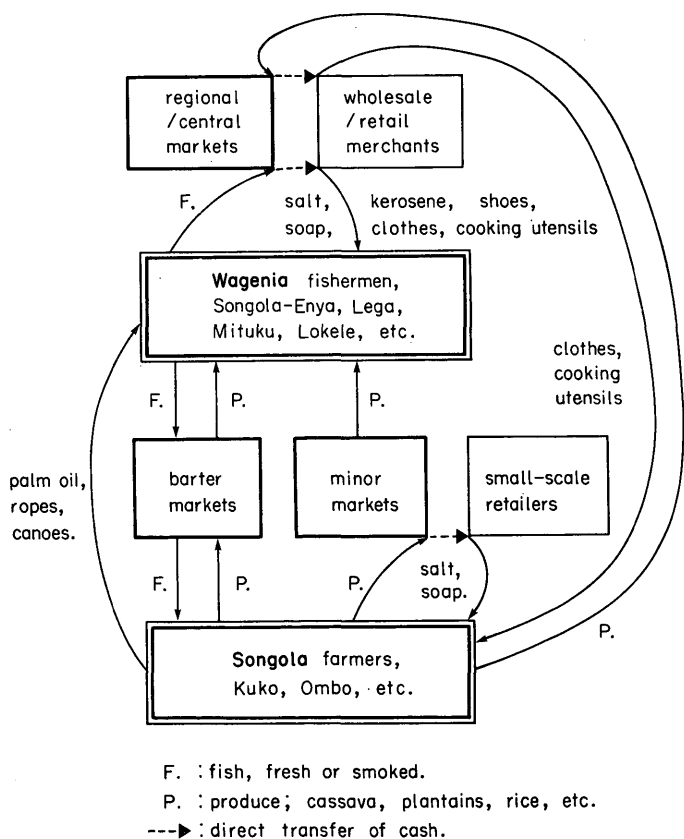 regional
/central
markets
wholesale
/retail
merchants
F.
salt,
soap,
kerosene, shoes,
clothes, cooking utensils
Wagenia fishermen,
Songola-Enya, Lega,
Mituku, Lokele, etc.
clothes,
cooking
utensils
F.
P.
P.
palm oil,
ropes,
canoes.
barter
markets
minor
markets
small-scale
retailers
F.
P.
P.
salt,
soap.
P.
Songola farmers,
Kuko, Ombo, etc.
F. : fish, fresh or smoked.
P. : produce; cassava, plantains, rice, etc.
: direct transfer of cash.